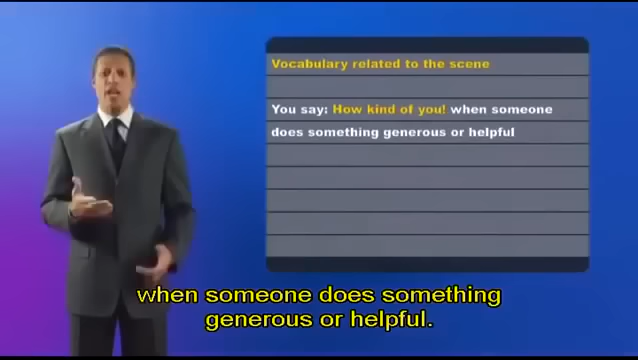 Vocabulary related to the scene
You say: How kind of you! when someone
does something generous or helpful
when someone does something
generous or helpful.